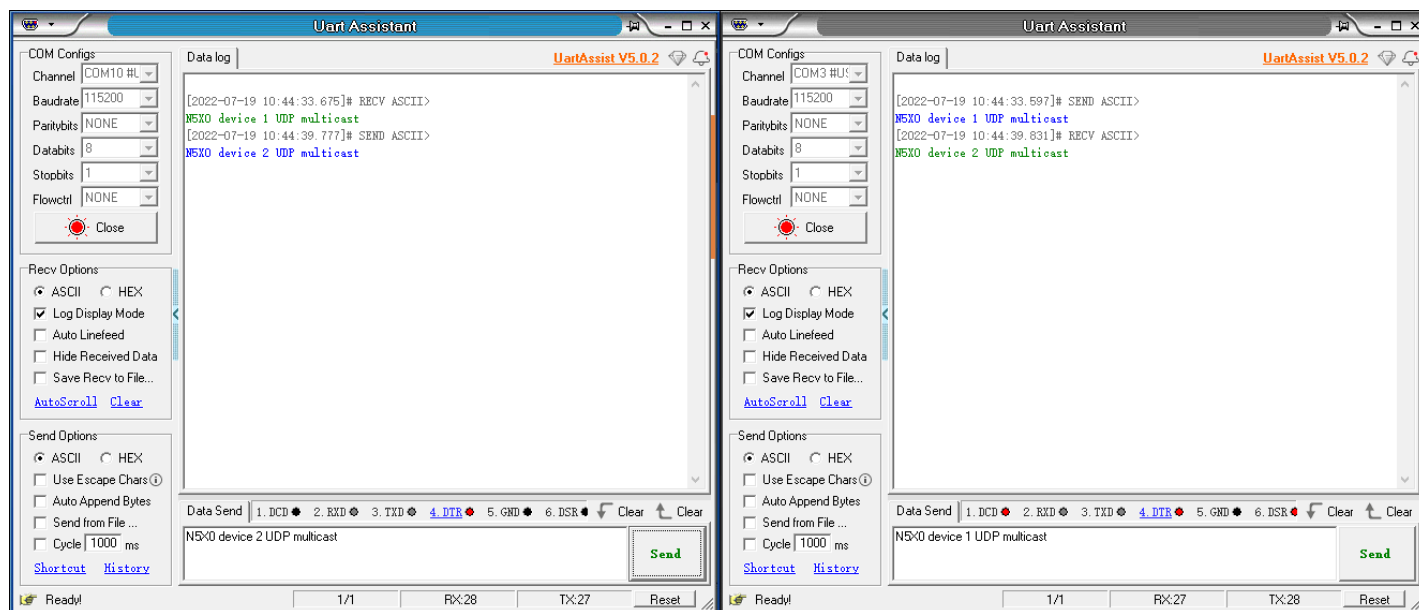 Uart Assistant
COM Configs
Channel COM10 #U
Baudrate 115200
Paritybits NONE
Databits 8
Stopbits 1
Flowctrl NONE
Close
Recv Options
ASCII HEX
Log Display Mode
Auto Linefeed
Hide Received Data
Save Recv to File...
AutoScroll Clear
Send Options
ASCII HEX
Use Escape Chars
Auto Append Bytes
Send from File ...
Cycle 1000 ms
Shortcut History
Data log UartAssist V5.0.2
[2022-07-19 10:44:33.675]# RECV ASCII>
N5X0 device 1 UDP multicast
[2022-07-19 10:44:39.777]# SEND ASCII>
N5X0 device 2 UDP multicast
Data Send 1. DCD 2. RXD 3. TXD 4. DTR 5. GND 6. DSR Clear Clear
N5X0 device 2 UDP multicast
Send
Ready! 1/1 RX:28 TX:27 Reset
Uart Assistant
COM Configs
Channel COM3 #US
Baudrate 115200
Paritybits NONE
Databits 8
Stopbits 1
Flowctrl NONE
Close
Recv Options
ASCII HEX
Log Display Mode
Auto Linefeed
Hide Received Data
Save Recv to File...
AutoScroll Clear
Send Options
ASCII HEX
Use Escape Chars
Auto Append Bytes
Send from File ...
Cycle 1000 ms
Shortcut History
Data log UartAssist V5.0.2
[2022-07-19 10:44:33.597]# SEND ASCII>
N5X0 device 1 UDP multicast
[2022-07-19 10:44:39.831]# RECV ASCII>
N5X0 device 2 UDP multicast
Data Send 1. DCD 2. RXD 3. TXD 4. DTR 5. GND 6. DSR Clear Clear
N5X0 device 1 UDP multicast
Send
Ready! 1/1 RX:27 TX:28 Reset